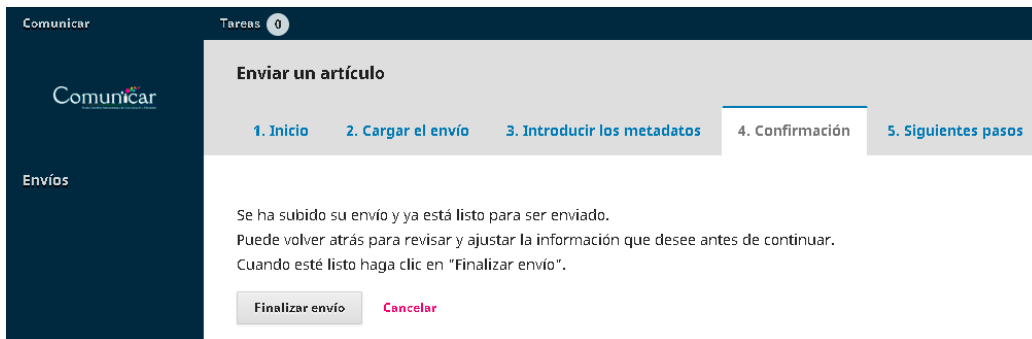 Comunicar
Tareas 0
Comunicar
Enviar un artículo
1. Inicio 2. Cargar el envío 3. Introducir los metadatos 4. Confirmación 5. Siguientes pasos
Envíos
Se ha subido su envío y ya está listo para ser enviado.
Puede volver atrás para revisar y ajustar la información que desee antes de continuar.
Cuando esté listo haga clic en "Finalizar envío".
Finalizar envío Cancelar